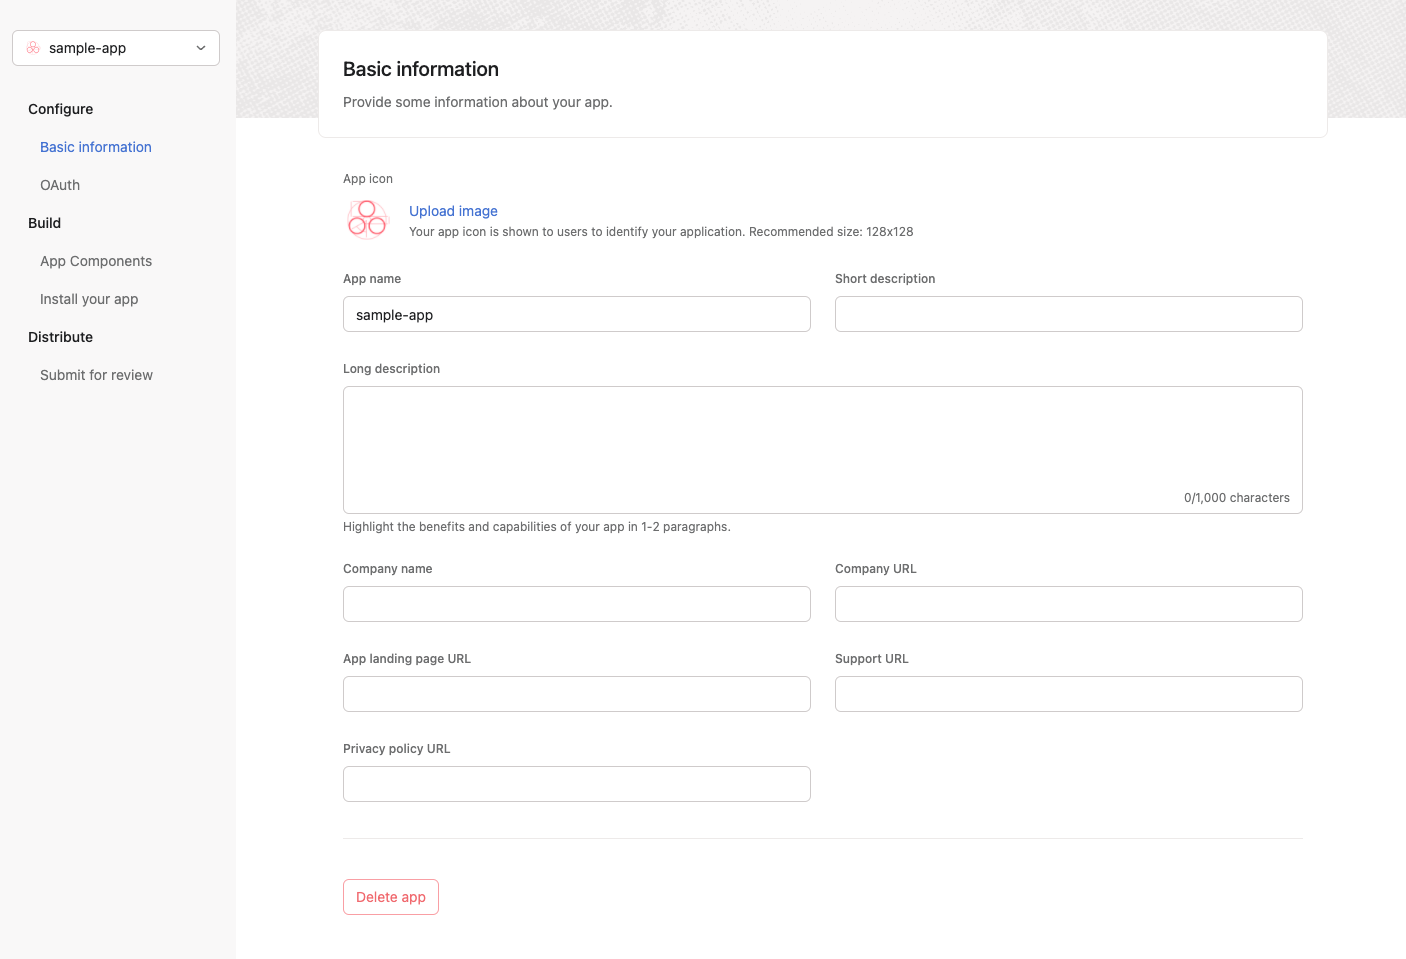 sample-app
Configure
Basic information
OAuth
Build
App Components
Install your app
Distribute
Submit for review
Basic information
Provide some information about your app.
App icon
Upload image
Your app icon is shown to users to identify your application. Recommended size: 128x128
App name
Short description
sample-app
Long description
0/1,000 characters
Highlight the benefits and capabilities of your app in 1-2 paragraphs.
Company name
Company URL
App landing page URL
Support URL
Privacy policy URL
Delete app